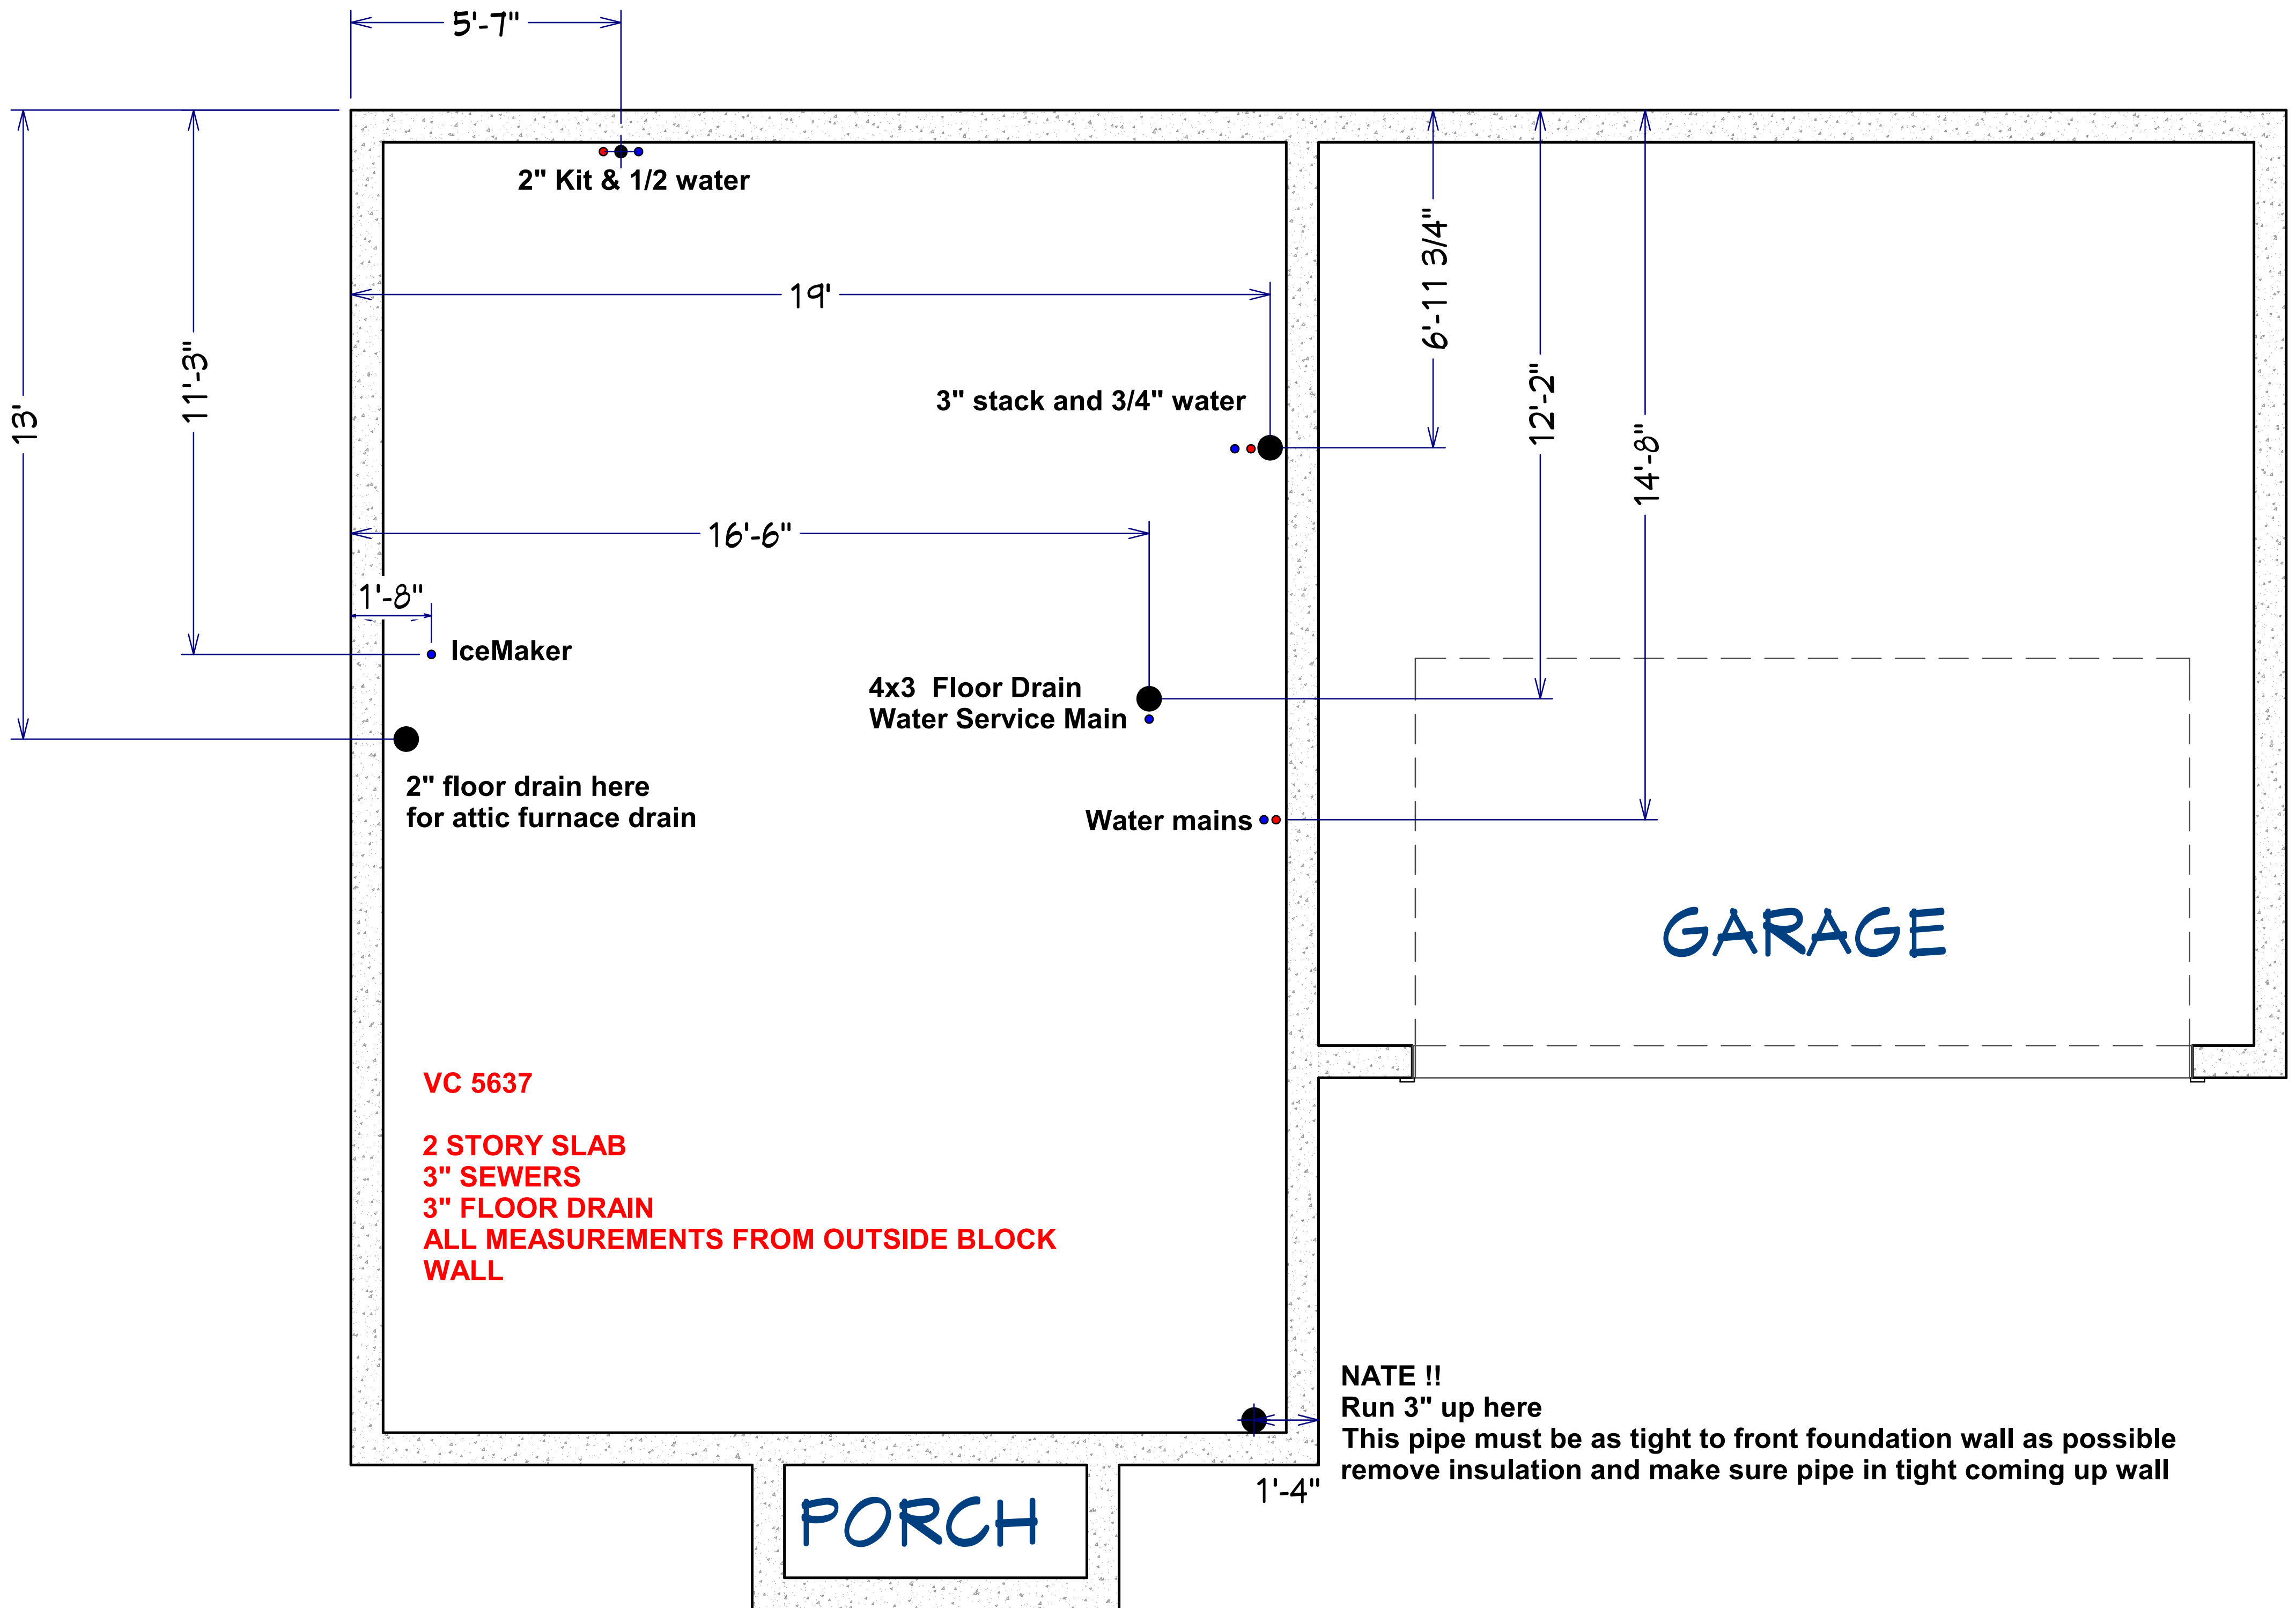 5'-7"
2" Kit & 1/2 water
19'
6'-11 3/4"
12'-2"
14'-8"
13'
11'-3"
3" stack and 3/4" water
16'-6"
1'-8"
IceMaker
4x3  Floor Drain
Water Service Main
2" floor drain here
for attic furnace drain
Water mains
GARAGE
VC 5637
2 STORY SLAB
3" SEWERS
3" FLOOR DRAIN
ALL MEASUREMENTS FROM OUTSIDE BLOCK
WALL
NATE !!
Run 3" up here
This pipe must be as tight to front foundation wall as possible
remove insulation and make sure pipe in tight coming up wall
1'-4"
PORCH